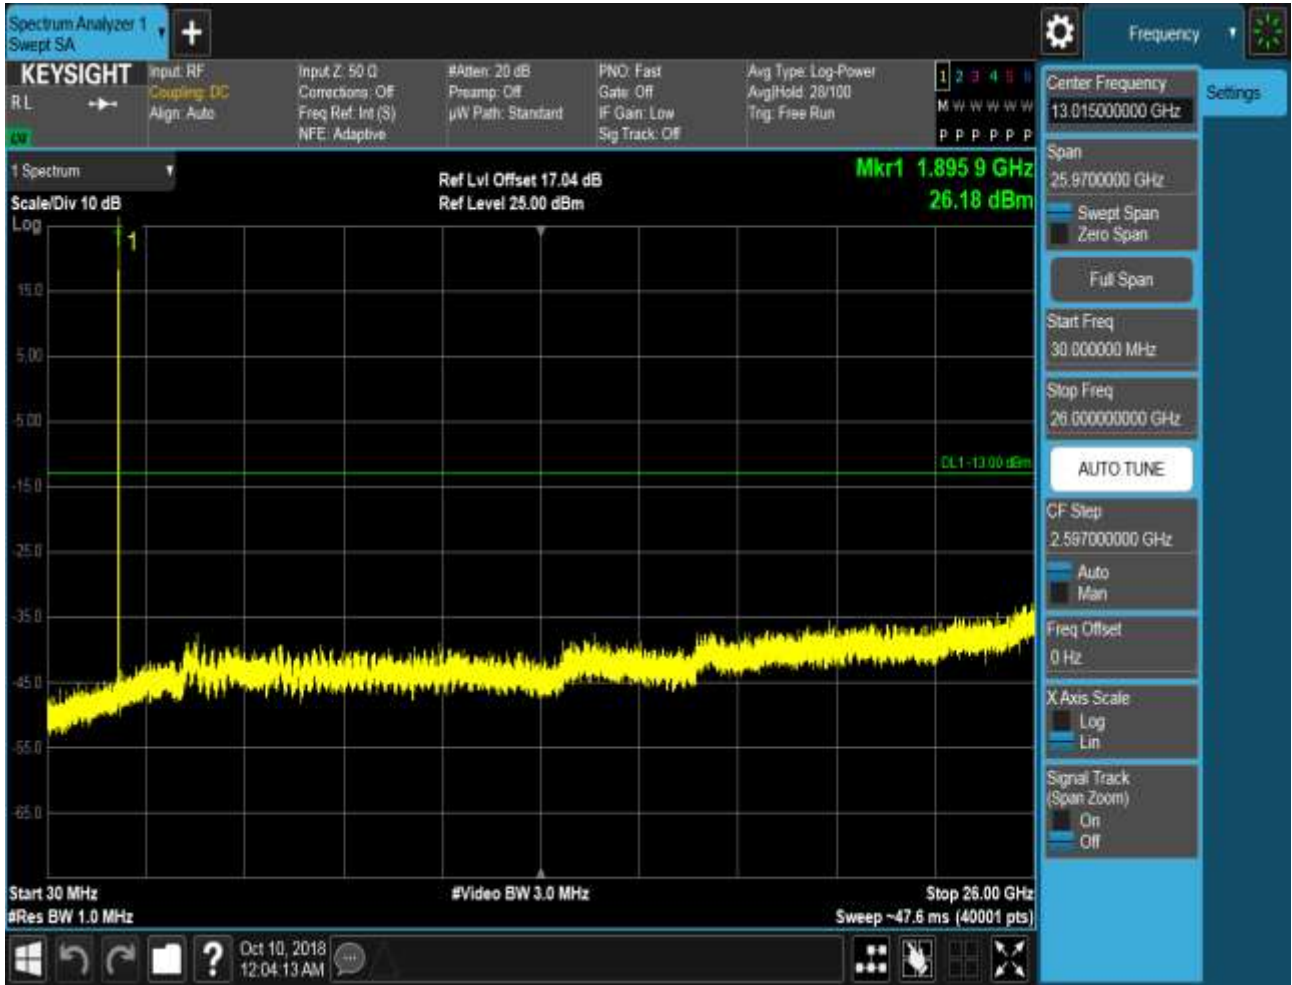 Spectrum Analyzer 1
Swept SA
+
Frequency
KEYSIGHT
R L
LW
Input: RF
Coupling: DC
Align: Auto
Input Z: 50 Ω
Corrections: Off
Freq Ref: Int (S)
NFE: Adaptive
#Atten: 20 dB
Preamp: Off
µW Path: Standard
PNO: Fast
Gate: Off
IF Gain: Low
Sig Track: Off
Avg Type: Log-Power
Avg|Hold: 28/100
Trig: Free Run
1 2 3 4 5 6
M W W W W W
P P P P P P
1 Spectrum
Scale/Div 10 dB
Log
Ref Lvl Offset 17.04 dB
Ref Level 25.00 dBm
Mkr1 1.895 9 GHz
26.18 dBm
1
15.0
5.00
-5.00
DL1 -13.00 dBm
-15.0
-25.0
-35.0
-45.0
-55.0
-65.0
Start 30 MHz
#Res BW 1.0 MHz
#Video BW 3.0 MHz
Stop 26.00 GHz
Sweep ~47.6 ms (40001 pts)
?
Oct 10, 2018
12:04:13 AM
Center Frequency
13.015000000 GHz
Settings
Span
25.9700000 GHz
Swept Span
Zero Span
Full Span
Start Freq
30.000000 MHz
Stop Freq
26.000000000 GHz
AUTO TUNE
CF Step
2.597000000 GHz
Auto
Man
Freq Offset
0 Hz
X Axis Scale
Log
Lin
Signal Track
(Span Zoom)
On
Off